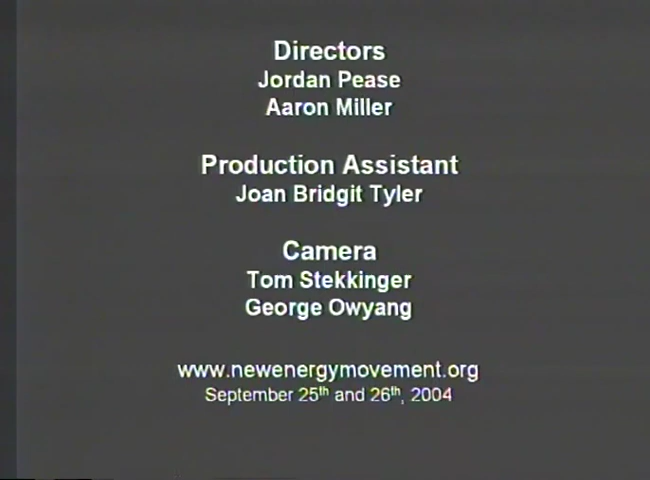 Directors
Jordan Pease
Aaron Miller
Production Assistant
Joan Bridgit Tyler
Camera
Tom Stekkinger
George Owyang
www.newenergymovement.org
September 25th and 26th, 2004